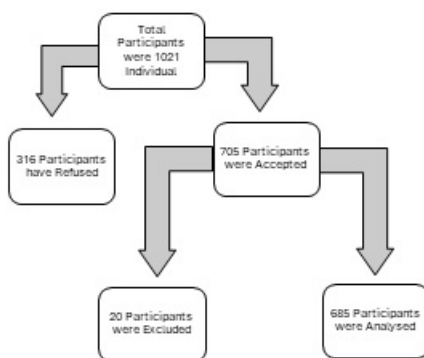 Total
Participants
were 1021
Individual
316 Participants
have Refused
705 Participants
were Accepted
20 Participants
were Excluded
685 Participants
were Analysed